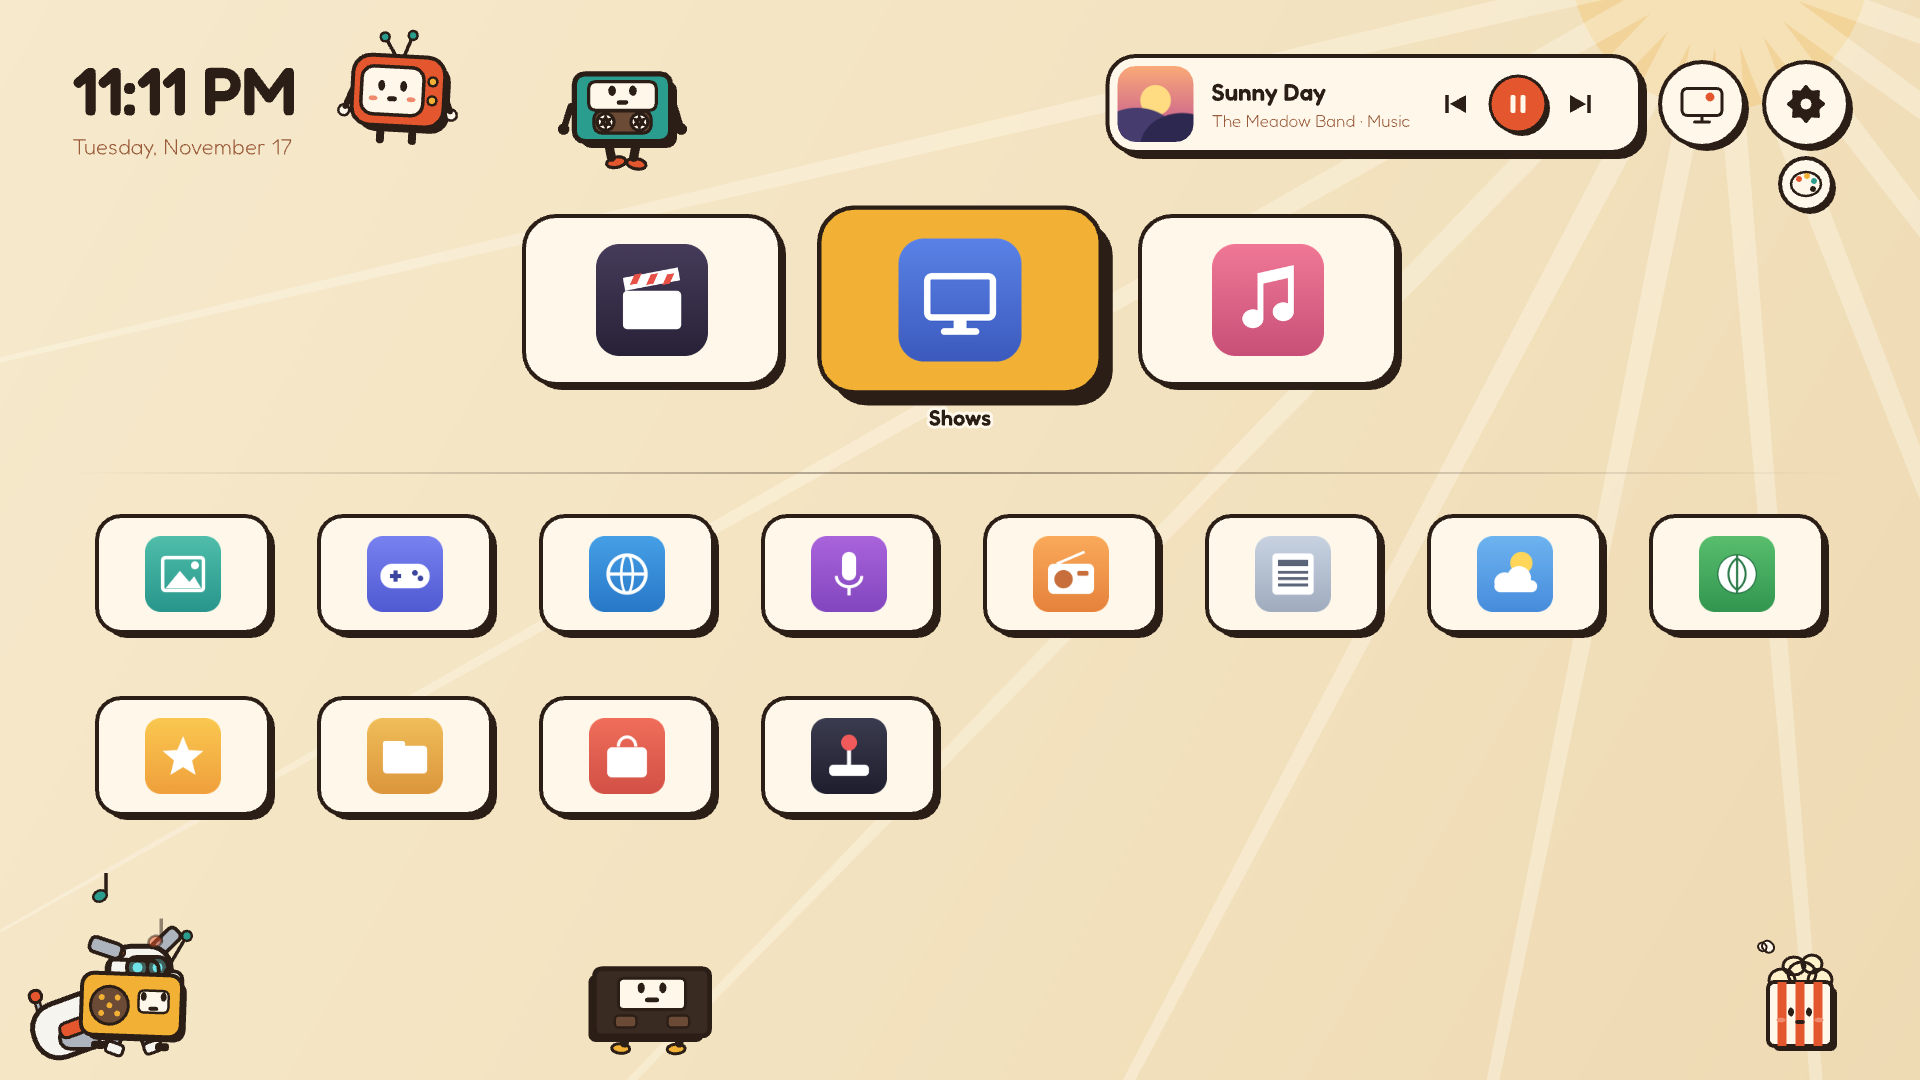 11:11 PM
Tuesday, November 17
Sunny Day
The Meadow Band · Music
Shows